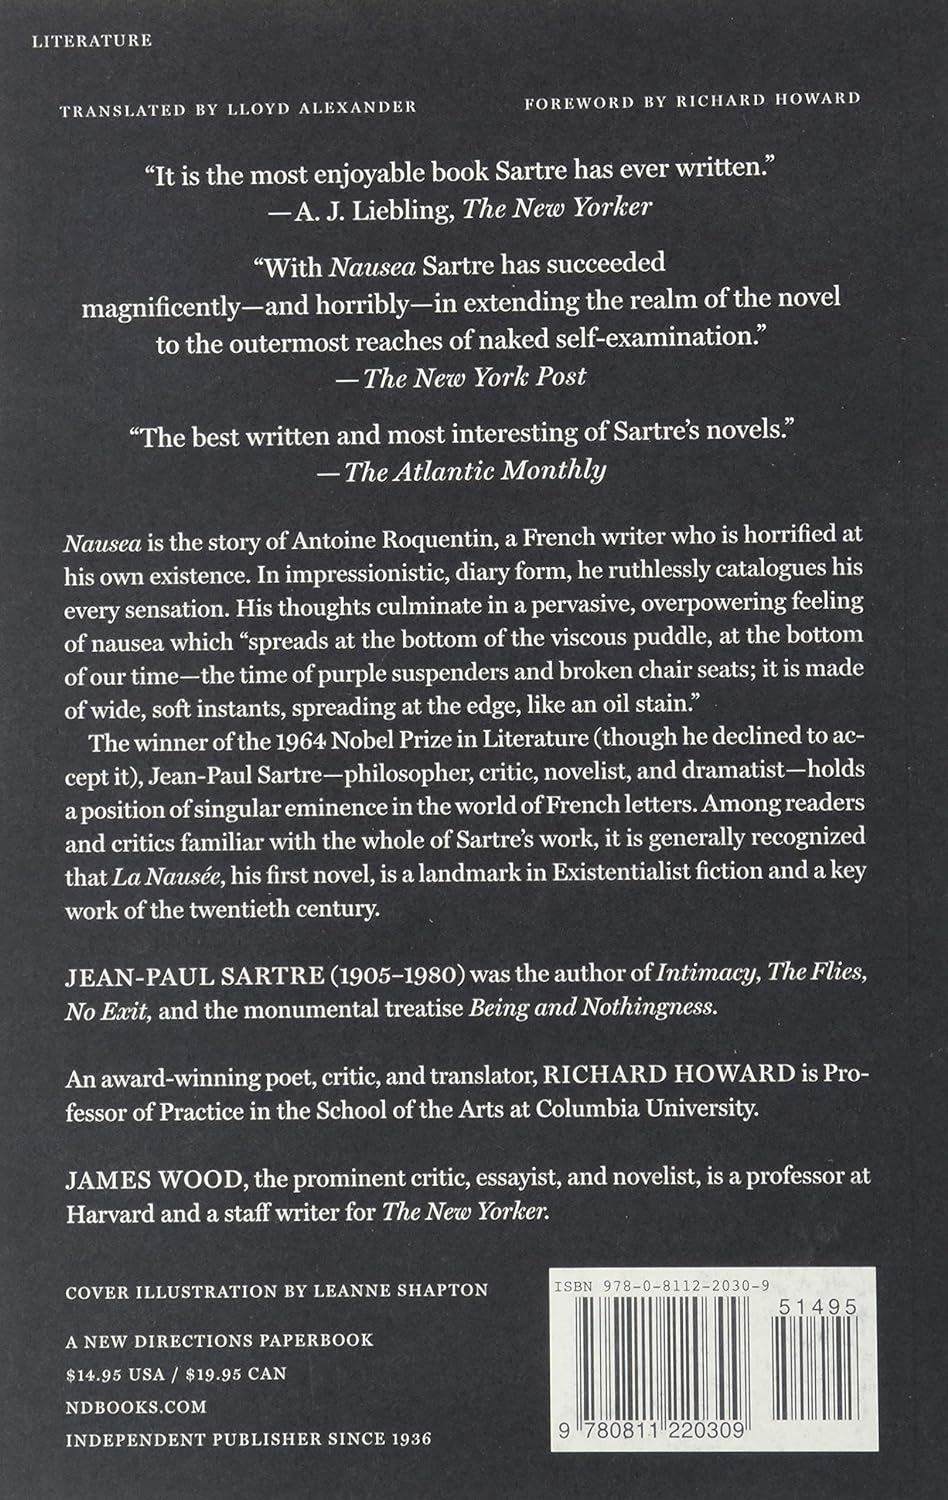 LITERATURE
TRANSLATED BY LLOYD ALEXANDER
FOREWORD BY RICHARD HOWARD
“It is the most enjoyable book Sartre has ever written.”
—A. J. Liebling, The New Yorker
“With Nausea Sartre has succeeded
magnificently—and horribly—in extending the realm of the novel
to the outermost reaches of naked self-examination.”
—The New York Post
“The best written and most interesting of Sartre’s novels.”
—The Atlantic Monthly
Nausea is the story of Antoine Roquentin, a French writer who is horrified at
his own existence. In impressionistic, diary form, he ruthlessly catalogues his
every sensation. His thoughts culminate in a pervasive, overpowering feeling
of nausea which “spreads at the bottom of the viscous puddle, at the bottom
of our time—the time of purple suspenders and broken chair seats; it is made
of wide, soft instants, spreading at the edge, like an oil stain.”
The winner of the 1964 Nobel Prize in Literature (though he declined to ac-
cept it), Jean-Paul Sartre—philosopher, critic, novelist, and dramatist—holds
a position of singular eminence in the world of French letters. Among readers
and critics familiar with the whole of Sartre’s work, it is generally recognized
that La Nausée, his first novel, is a landmark in Existentialist fiction and a key
work of the twentieth century.
JEAN-PAUL SARTRE (1905–1980) was the author of Intimacy, The Flies,
No Exit, and the monumental treatise Being and Nothingness.
An award-winning poet, critic, and translator, RICHARD HOWARD is Pro-
fessor of Practice in the School of the Arts at Columbia University.
JAMES WOOD, the prominent critic, essayist, and novelist, is a professor at
Harvard and a staff writer for The New Yorker.
COVER ILLUSTRATION BY LEANNE SHAPTON
A NEW DIRECTIONS PAPERBOOK
$14.95 USA / $19.95 CAN
NDBOOKS.COM
INDEPENDENT PUBLISHER SINCE 1936
ISBN 978-0-8112-2030-9
51495
9 780811 220309